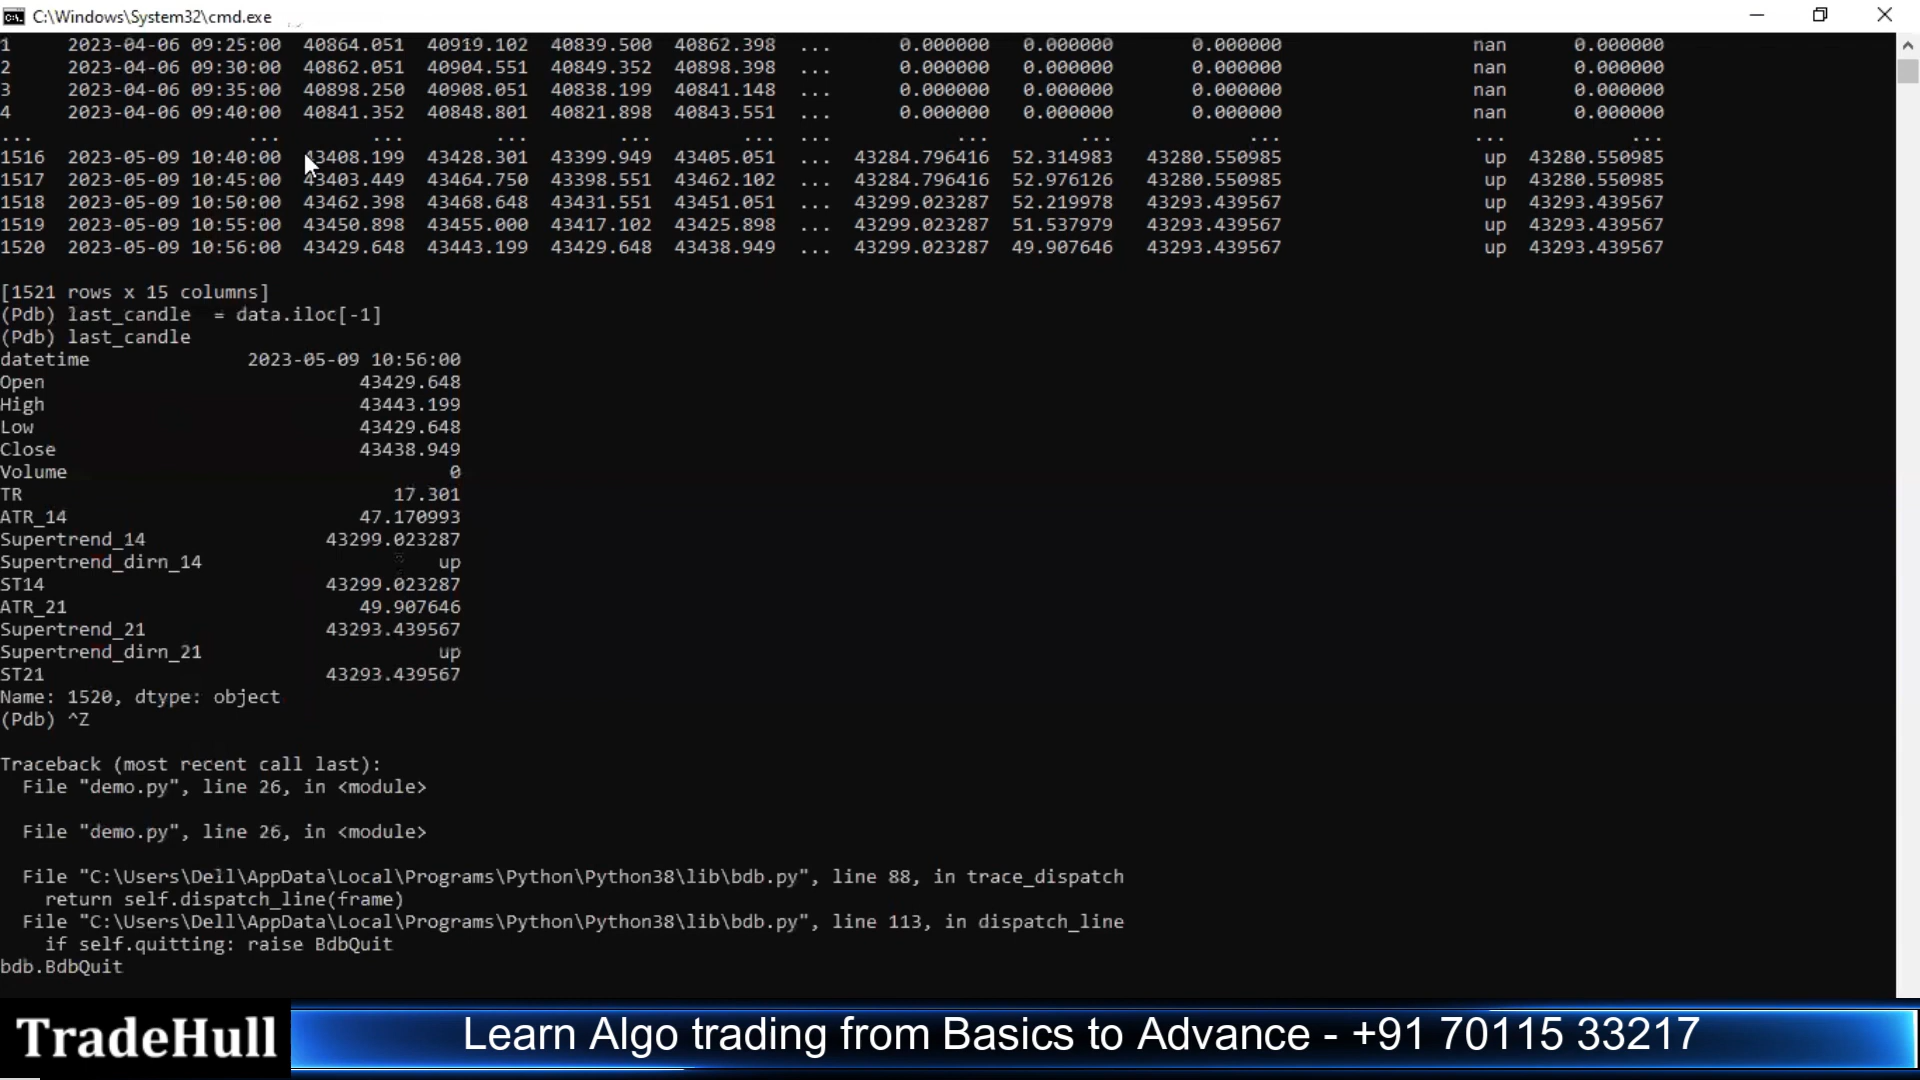 C:\Windows\System32\cmd.exe
1 2023-04-06 09:25:00 40864.051 40919.102 40839.500 40862.398 ... 0.000000 0.000000 0.000000 nan 0.000000
2 2023-04-06 09:30:00 40862.051 40904.551 40849.352 40898.398 ... 0.000000 0.000000 0.000000 nan 0.000000
3 2023-04-06 09:35:00 40898.250 40908.051 40838.199 40841.148 ... 0.000000 0.000000 0.000000 nan 0.000000
4 2023-04-06 09:40:00 40841.352 40848.801 40821.898 40843.551 ... 0.000000 0.000000 0.000000 nan 0.000000
... ... ... ... ... ... ... ... ... ... ... ...
1516 2023-05-09 10:40:00 43408.199 43428.301 43399.949 43405.051 ... 43284.796416 52.314983 43280.550985 up 43280.550985
1517 2023-05-09 10:45:00 43403.449 43464.750 43398.551 43462.102 ... 43284.796416 52.976126 43280.550985 up 43280.550985
1518 2023-05-09 10:50:00 43462.398 43468.648 43431.551 43451.051 ... 43299.023287 52.219978 43293.439567 up 43293.439567
1519 2023-05-09 10:55:00 43450.898 43455.000 43417.102 43425.898 ... 43299.023287 51.537979 43293.439567 up 43293.439567
1520 2023-05-09 10:56:00 43429.648 43443.199 43429.648 43438.949 ... 43299.023287 49.907646 43293.439567 up 43293.439567
[1521 rows x 15 columns]
(Pdb) last_candle = data.iloc[-1]
(Pdb) last_candle
datetime 2023-05-09 10:56:00
Open 43429.648
High 43443.199
Low 43429.648
Close 43438.949
Volume 0
TR 17.301
ATR_14 47.170993
Supertrend_14 43299.023287
Supertrend_dirn_14 up
ST14 43299.023287
ATR_21 49.907646
Supertrend_21 43293.439567
Supertrend_dirn_21 up
ST21 43293.439567
Name: 1520, dtype: object
(Pdb) ^Z
Traceback (most recent call last):
File "demo.py", line 26, in <module>
File "demo.py", line 26, in <module>
File "C:\Users\Dell\AppData\Local\Programs\Python\Python38\lib\bdb.py", line 88, in trace_dispatch
return self.dispatch_line(frame)
File "C:\Users\Dell\AppData\Local\Programs\Python\Python38\lib\bdb.py", line 113, in dispatch_line
if self.quitting: raise BdbQuit
bdb.BdbQuit
TradeHull
Learn Algo trading from Basics to Advance - +91 70115 33217